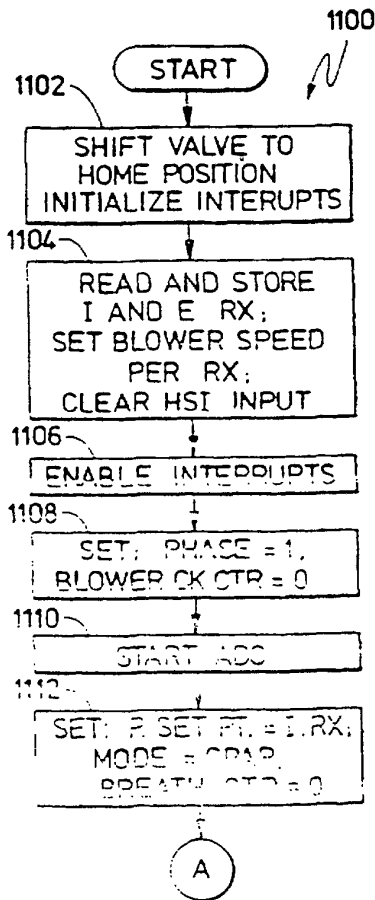 1100
START
1102
SHIFT VALVE TO
HOME POSITION
INITIALIZE INTERUPTS
1104
READ AND STORE
I AND E RX;
SET BLOWER SPEED
PER RX;
CLEAR HSI INPUT
1106
ENABLE INTERRUPTS
1108
SET: PHASE = 1,
BLOWER CK CTR = 0
1110
START ADC
1112
SET: P. SET PT. = I. RX;
MODE = CPAP,
BREATH CTR = 0
A